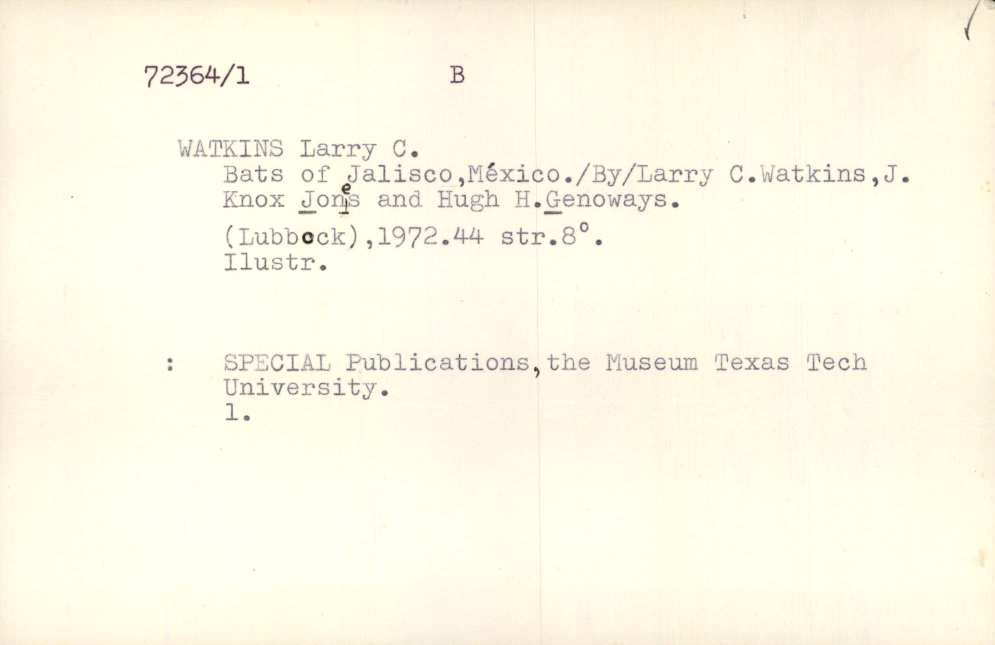 72364/1 B
WATKINS Larry C.
Bats of Jalisco,México./By/Larry C.Watkins,J.
Knox Jones and Hugh H.Genoways.
(Lubbock),1972.44 str.8°.
Ilustr.
: SPECIAL Publications,the Museum Texas Tech
University.
1.